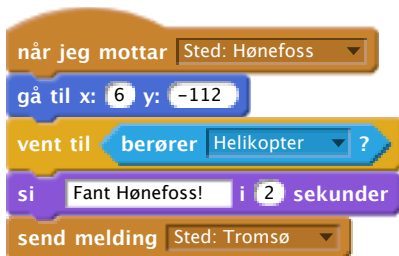 når jeg mottar Sted: Hønefoss
gå til x: 6 y: -112
vent til berører Helikopter ?
si Fant Hønefoss! i 2 sekunder
send melding Sted: Tromsø